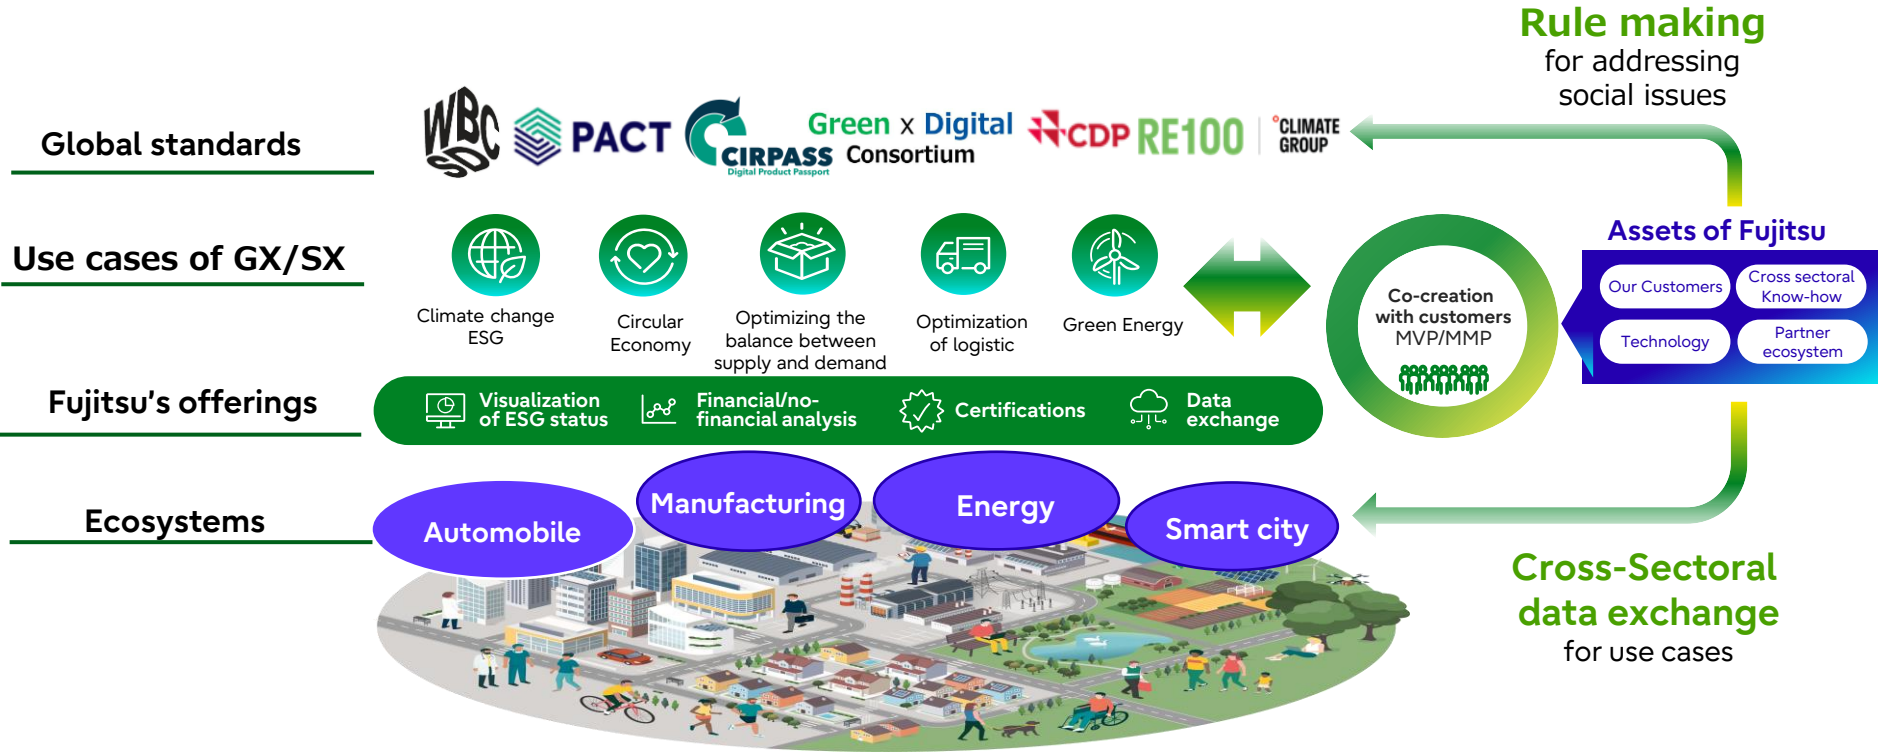 Rule making
for addressing
social issues
Global standards
WBC
SD
PACT
CIRPASS
Digital Product Passport
Green x Digital
Consortium
CDP
RE100
°CLIMATE
GROUP
Use cases of GX/SX
Climate change
ESG
Circular
Economy
Optimizing the
balance between
supply and demand
Optimization
of logistic
Green Energy
Co-creation
with customers
MVP/MMP
Assets of Fujitsu
Our Customers
Cross sectoral
Know-how
Technology
Partner
ecosystem
Fujitsu’s offerings
Visualization
of ESG status
Financial/no-
financial analysis
Certifications
Data
exchange
Ecosystems
Automobile
Manufacturing
Energy
Smart city
Cross-Sectoral
data exchange
for use cases